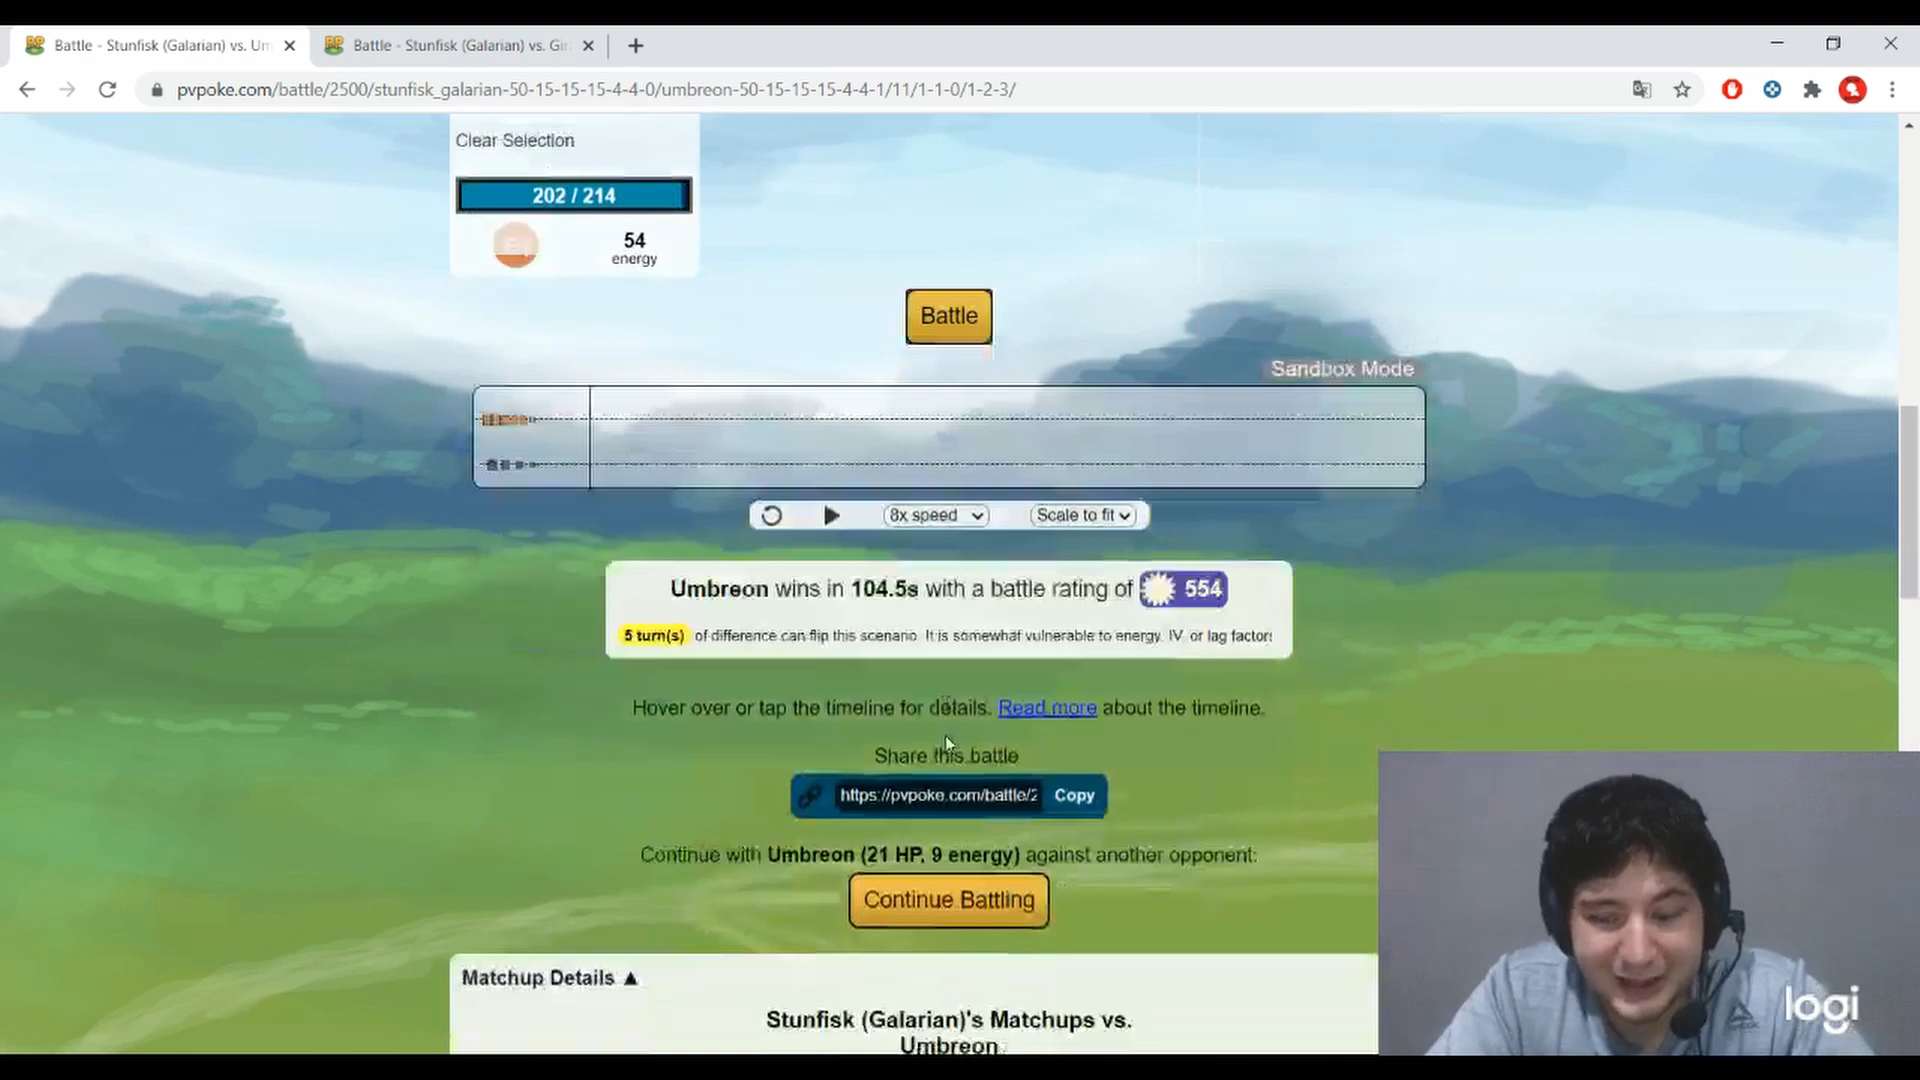 Battle - Stunfisk (Galarian) vs. Um
Battle - Stunfisk (Galarian) vs. Gir
pvpoke.com/battle/2500/stunfisk_galarian-50-15-15-15-4-4-0/umbreon-50-15-15-15-4-4-1/11/1-1-0/1-2-3/
Clear Selection
202 / 214
54
energy
Battle
Sandbox Mode
8x speed
Scale to fit
Umbreon wins in 104.5s with a battle rating of 554
5 turn(s) of difference can flip this scenario. It is somewhat vulnerable to energy, IV, or lag factors
Hover over or tap the timeline for details. Read more about the timeline.
Share this battle
https://pvpoke.com/battle/2
Copy
Continue with Umbreon (21 HP, 9 energy) against another opponent:
Continue Battling
Matchup Details ▲
Stunfisk (Galarian)'s Matchups vs.
Umbreon
logi